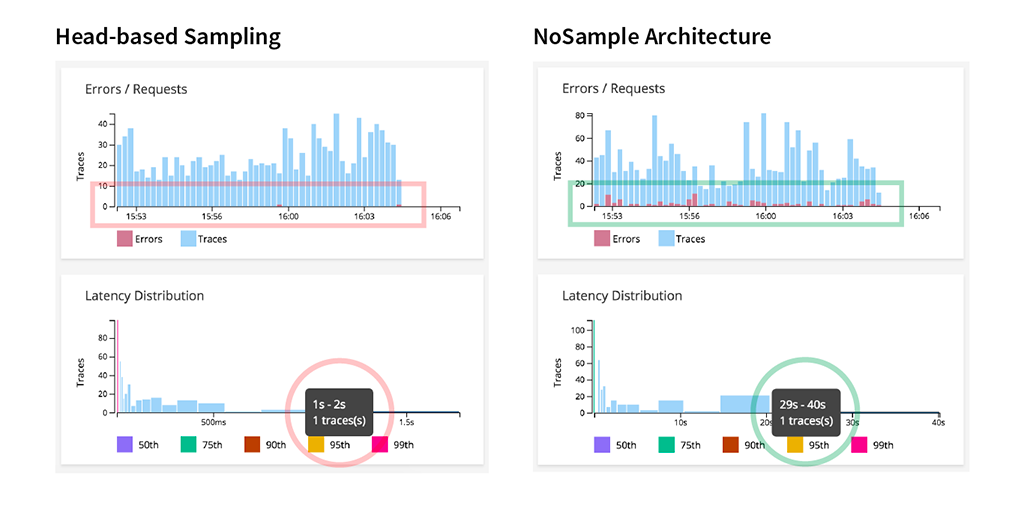 Head-based Sampling
Errors / Requests
Traces
40
30
20
10
0
15:53 15:56 16:00 16:03 16:06
Errors Traces
Latency Distribution
Traces
80
60
40
20
0
500ms 1.5s
1s - 2s
1 traces(s)
50th 75th 90th 95th 99th
NoSample Architecture
Errors / Requests
Traces
80
60
40
20
0
15:53 15:56 16:00 16:03 16:06
Errors Traces
Latency Distribution
Traces
100
80
60
40
20
0
10s 20s 30s 40s
29s - 40s
1 traces(s)
50th 75th 90th 95th 99th